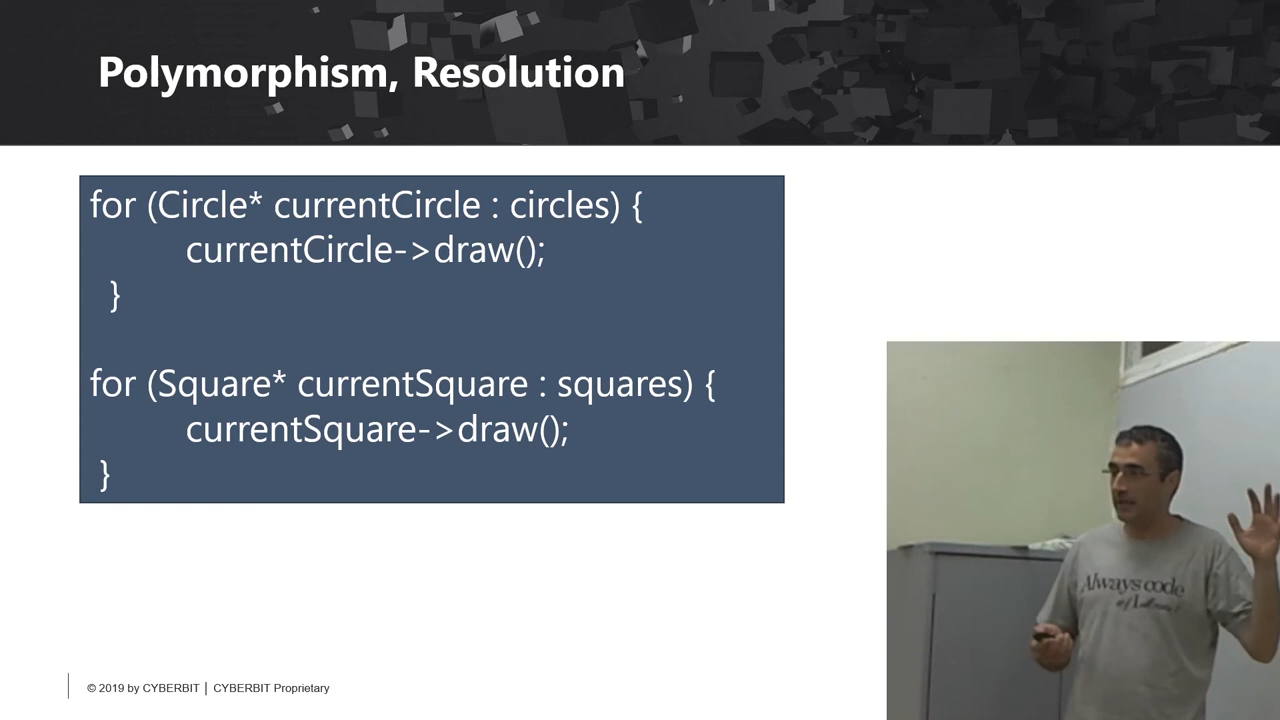 Polymorphism, Resolution
for (Circle* currentCircle : circles) {
currentCircle->draw();
}
for (Square* currentSquare : squares) {
currentSquare->draw();
}
Always code
© 2019 by CYBERBIT | CYBERBIT Proprietary